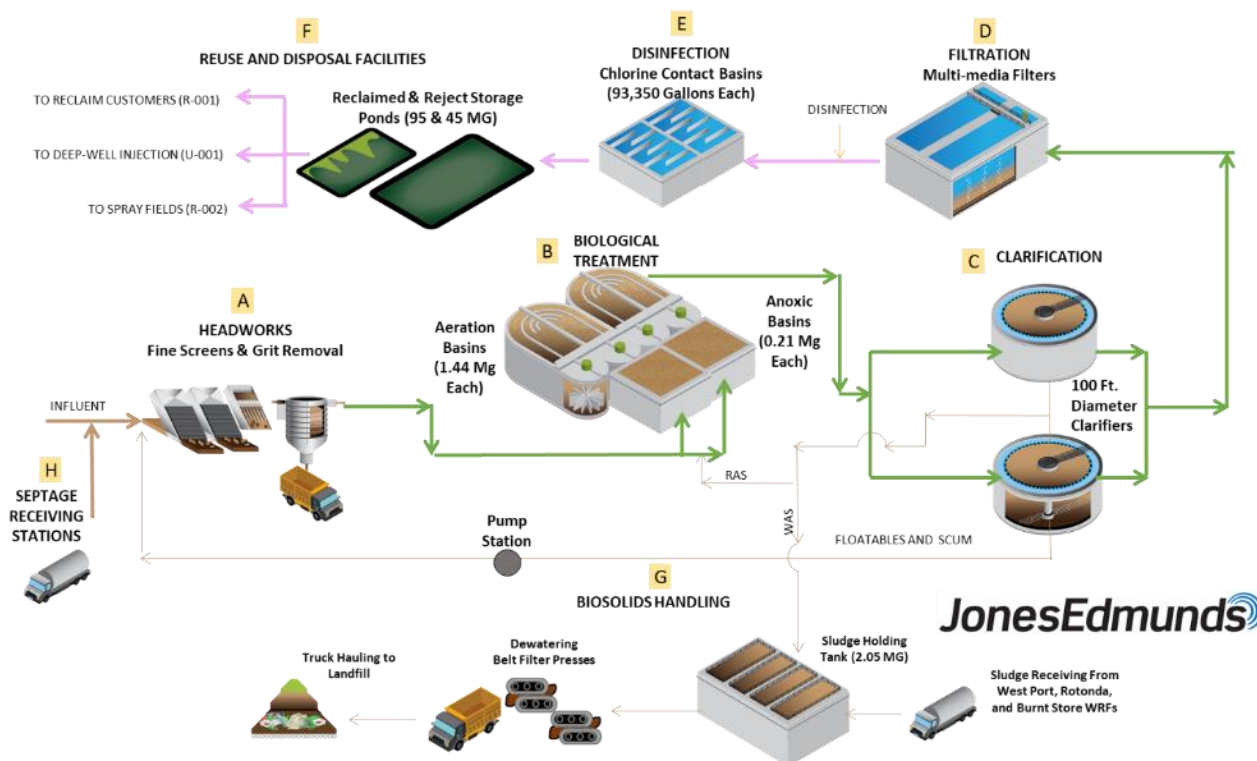 F
REUSE AND DISPOSAL FACILITIES
TO RECLAIM CUSTOMERS (R-001)
TO DEEP-WELL INJECTION (U-001)
TO SPRAY FIELDS (R-002)
Reclaimed & Reject Storage
Ponds (95 & 45 MG)
E
DISINFECTION
Chlorine Contact Basins
(93,350 Gallons Each)
DISINFECTION
D
FILTRATION
Multi-media Filters
A
HEADWORKS
Fine Screens & Grit Removal
INFLUENT
B
BIOLOGICAL
TREATMENT
Aeration
Basins
(1.44 Mg
Each)
Anoxic
Basins
(0.21 Mg
Each)
C
CLARIFICATION
100 Ft.
Diameter
Clarifiers
H
SEPTAGE
RECEIVING
STATIONS
RAS
WAS
Pump
Station
FLOATABLES AND SCUM
G
BIOSOLIDS HANDLING
JonesEdmunds
Truck Hauling to
Landfill
Dewatering
Belt Filter Presses
Sludge Holding
Tank (2.05 MG)
Sludge Receiving From
West Port, Rotonda,
and Burnt Store WRFs